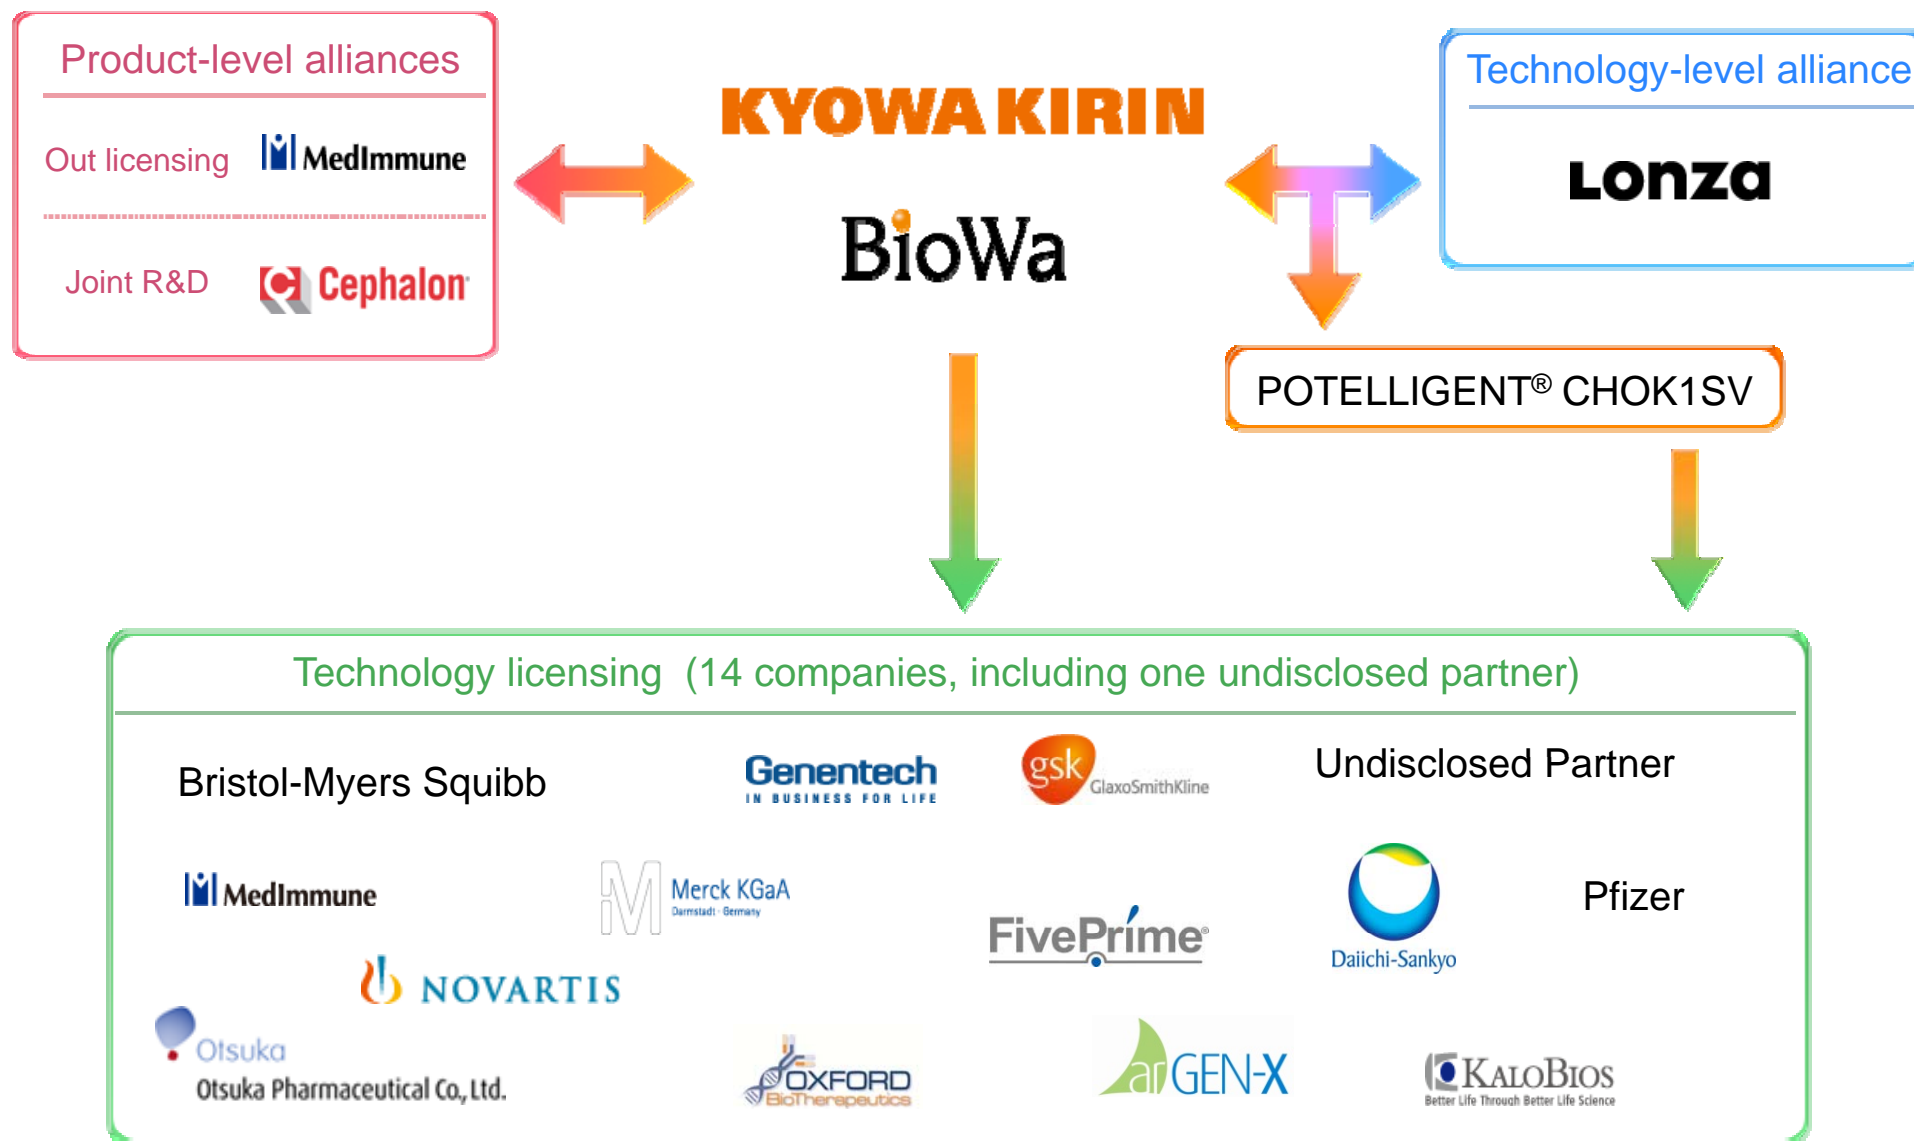 Product-level alliances
Out licensing
MedImmune
Joint R&D
Cephalon
KYOWA KIRIN
BioWa
Technology-level alliance
Lonza
POTELLIGENT® CHOK1SV
Technology licensing (14 companies, including one undisclosed partner)
Bristol-Myers Squibb
Genentech
IN BUSINESS FOR LIFE
gsk
GlaxoSmithKline
Undisclosed Partner
MedImmune
Merck KGaA
Darmstadt · Germany
FivePrime®
Daiichi-Sankyo
Pfizer
NOVARTIS
Otsuka
Otsuka Pharmaceutical Co., Ltd.
OXFORD
BioTherapeutics
arGEN-X
KALOBIOS
Better Life Through Better Life Science